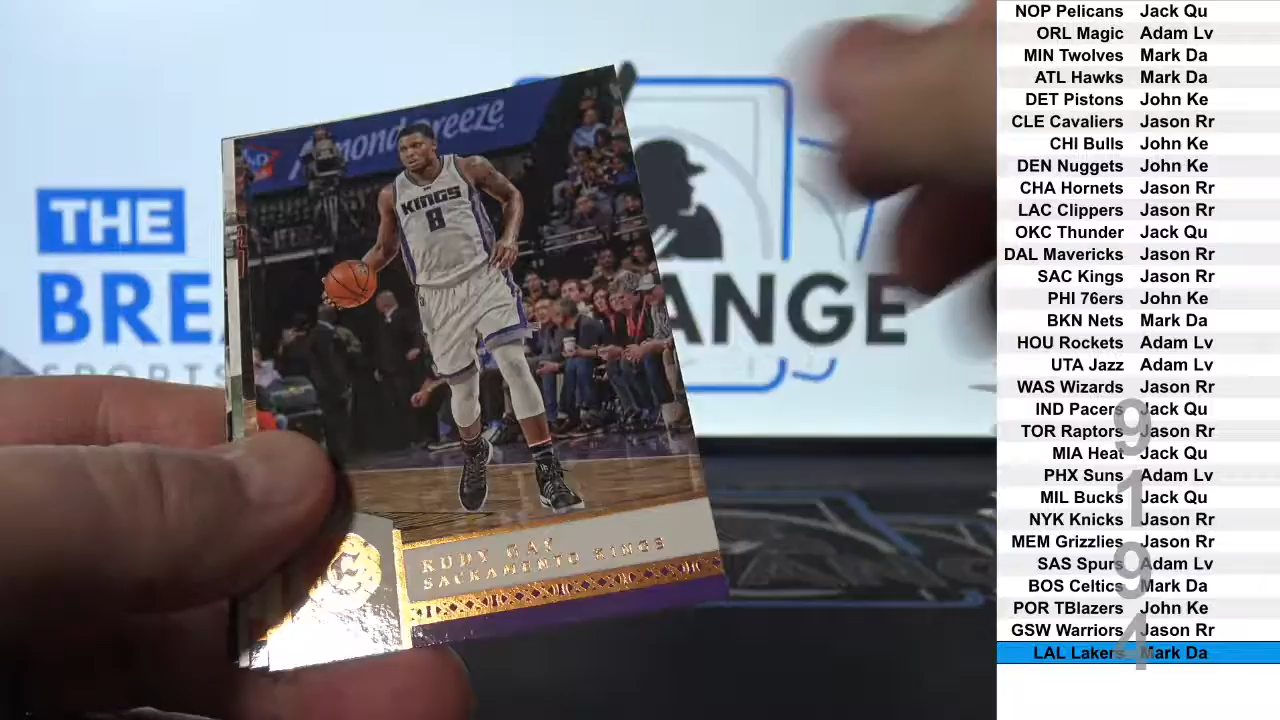 THE
BRE
ANGE
SPORTS
Almond Breeze
KINGS
8
RUDY GAY
SACRAMENTO KINGS
NOP Pelicans Jack Qu
ORL Magic Adam Lv
MIN Twolves Mark Da
ATL Hawks Mark Da
DET Pistons John Ke
CLE Cavaliers Jason Rr
CHI Bulls John Ke
DEN Nuggets John Ke
CHA Hornets Jason Rr
LAC Clippers Jason Rr
OKC Thunder Jack Qu
DAL Mavericks Jason Rr
SAC Kings Jason Rr
PHI 76ers John Ke
BKN Nets Mark Da
HOU Rockets Adam Lv
UTA Jazz Adam Lv
WAS Wizards Jason Rr
IND Pacers Jack Qu
TOR Raptors Jason Rr
MIA Heat Jack Qu
PHX Suns Adam Lv
MIL Bucks Jack Qu
NYK Knicks Jason Rr
MEM Grizzlies Jason Rr
SAS Spurs Adam Lv
BOS Celtics Mark Da
POR TBlazers John Ke
GSW Warriors Jason Rr
LAL Lakers Mark Da
9
1
9
4